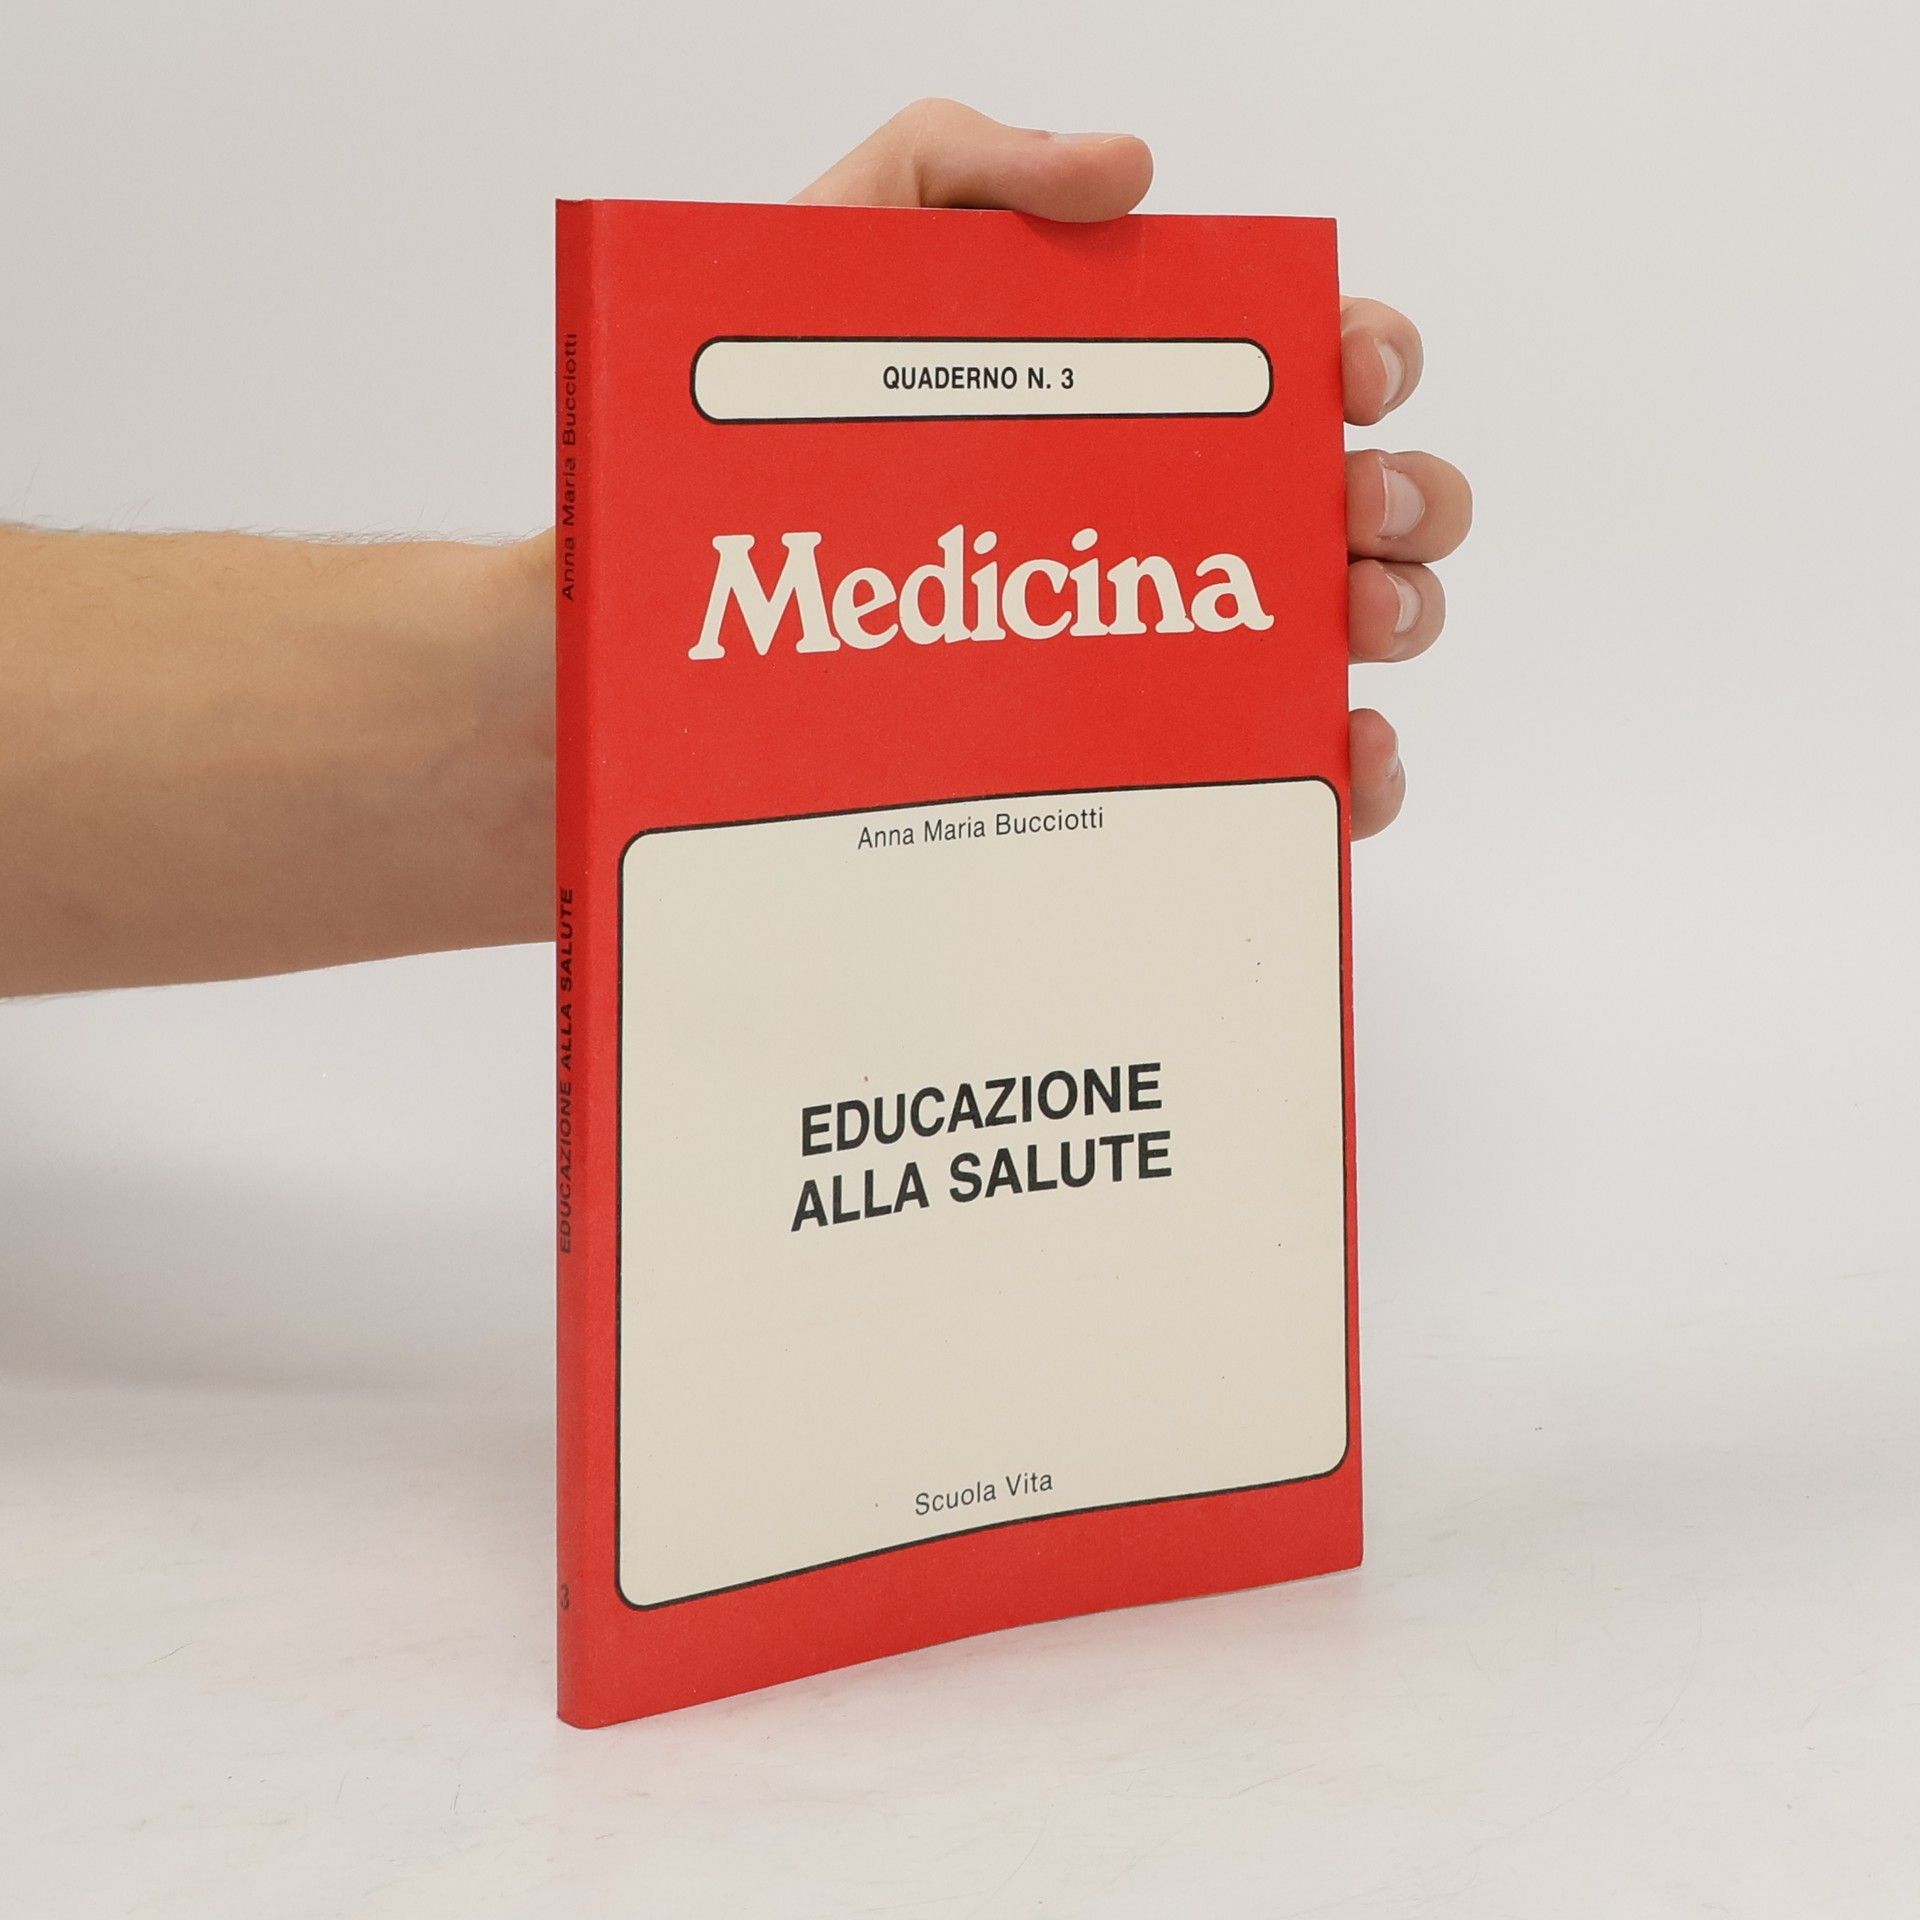 QUADERNO N. 3
Medicina
Anna Maria Bucciotti
EDUCAZIONE
ALLA SALUTE
Scuola Vita
Anna Maria Bucciotti
EDUCAZIONE ALLA SALUTE
3